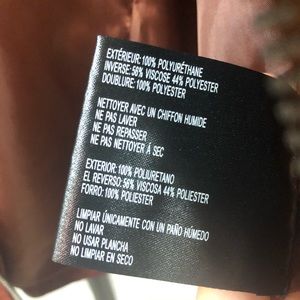 EXTÉRIEUR: 100% POLYURÉTHANE
INVERSE: 56% VISCOSE 44% POLYESTER
DOUBLURE: 100% POLYESTER
NETTOYER AVEC UN CHIFFON HUMIDE
NE PAS LAVER
NE PAS REPASSER
NE PAS NETTOYER À SEC
EXTERIOR: 100% POLIURETANO
EL REVERSO: 56% VISCOSA 44% POLIESTER
FORRO: 100% POLIESTER
LIMPIAR ÚNICAMENTE CON UN PAÑO HÚMEDO
NO LAVAR
NO USAR PLANCHA
NO LIMPIAR EN SECO